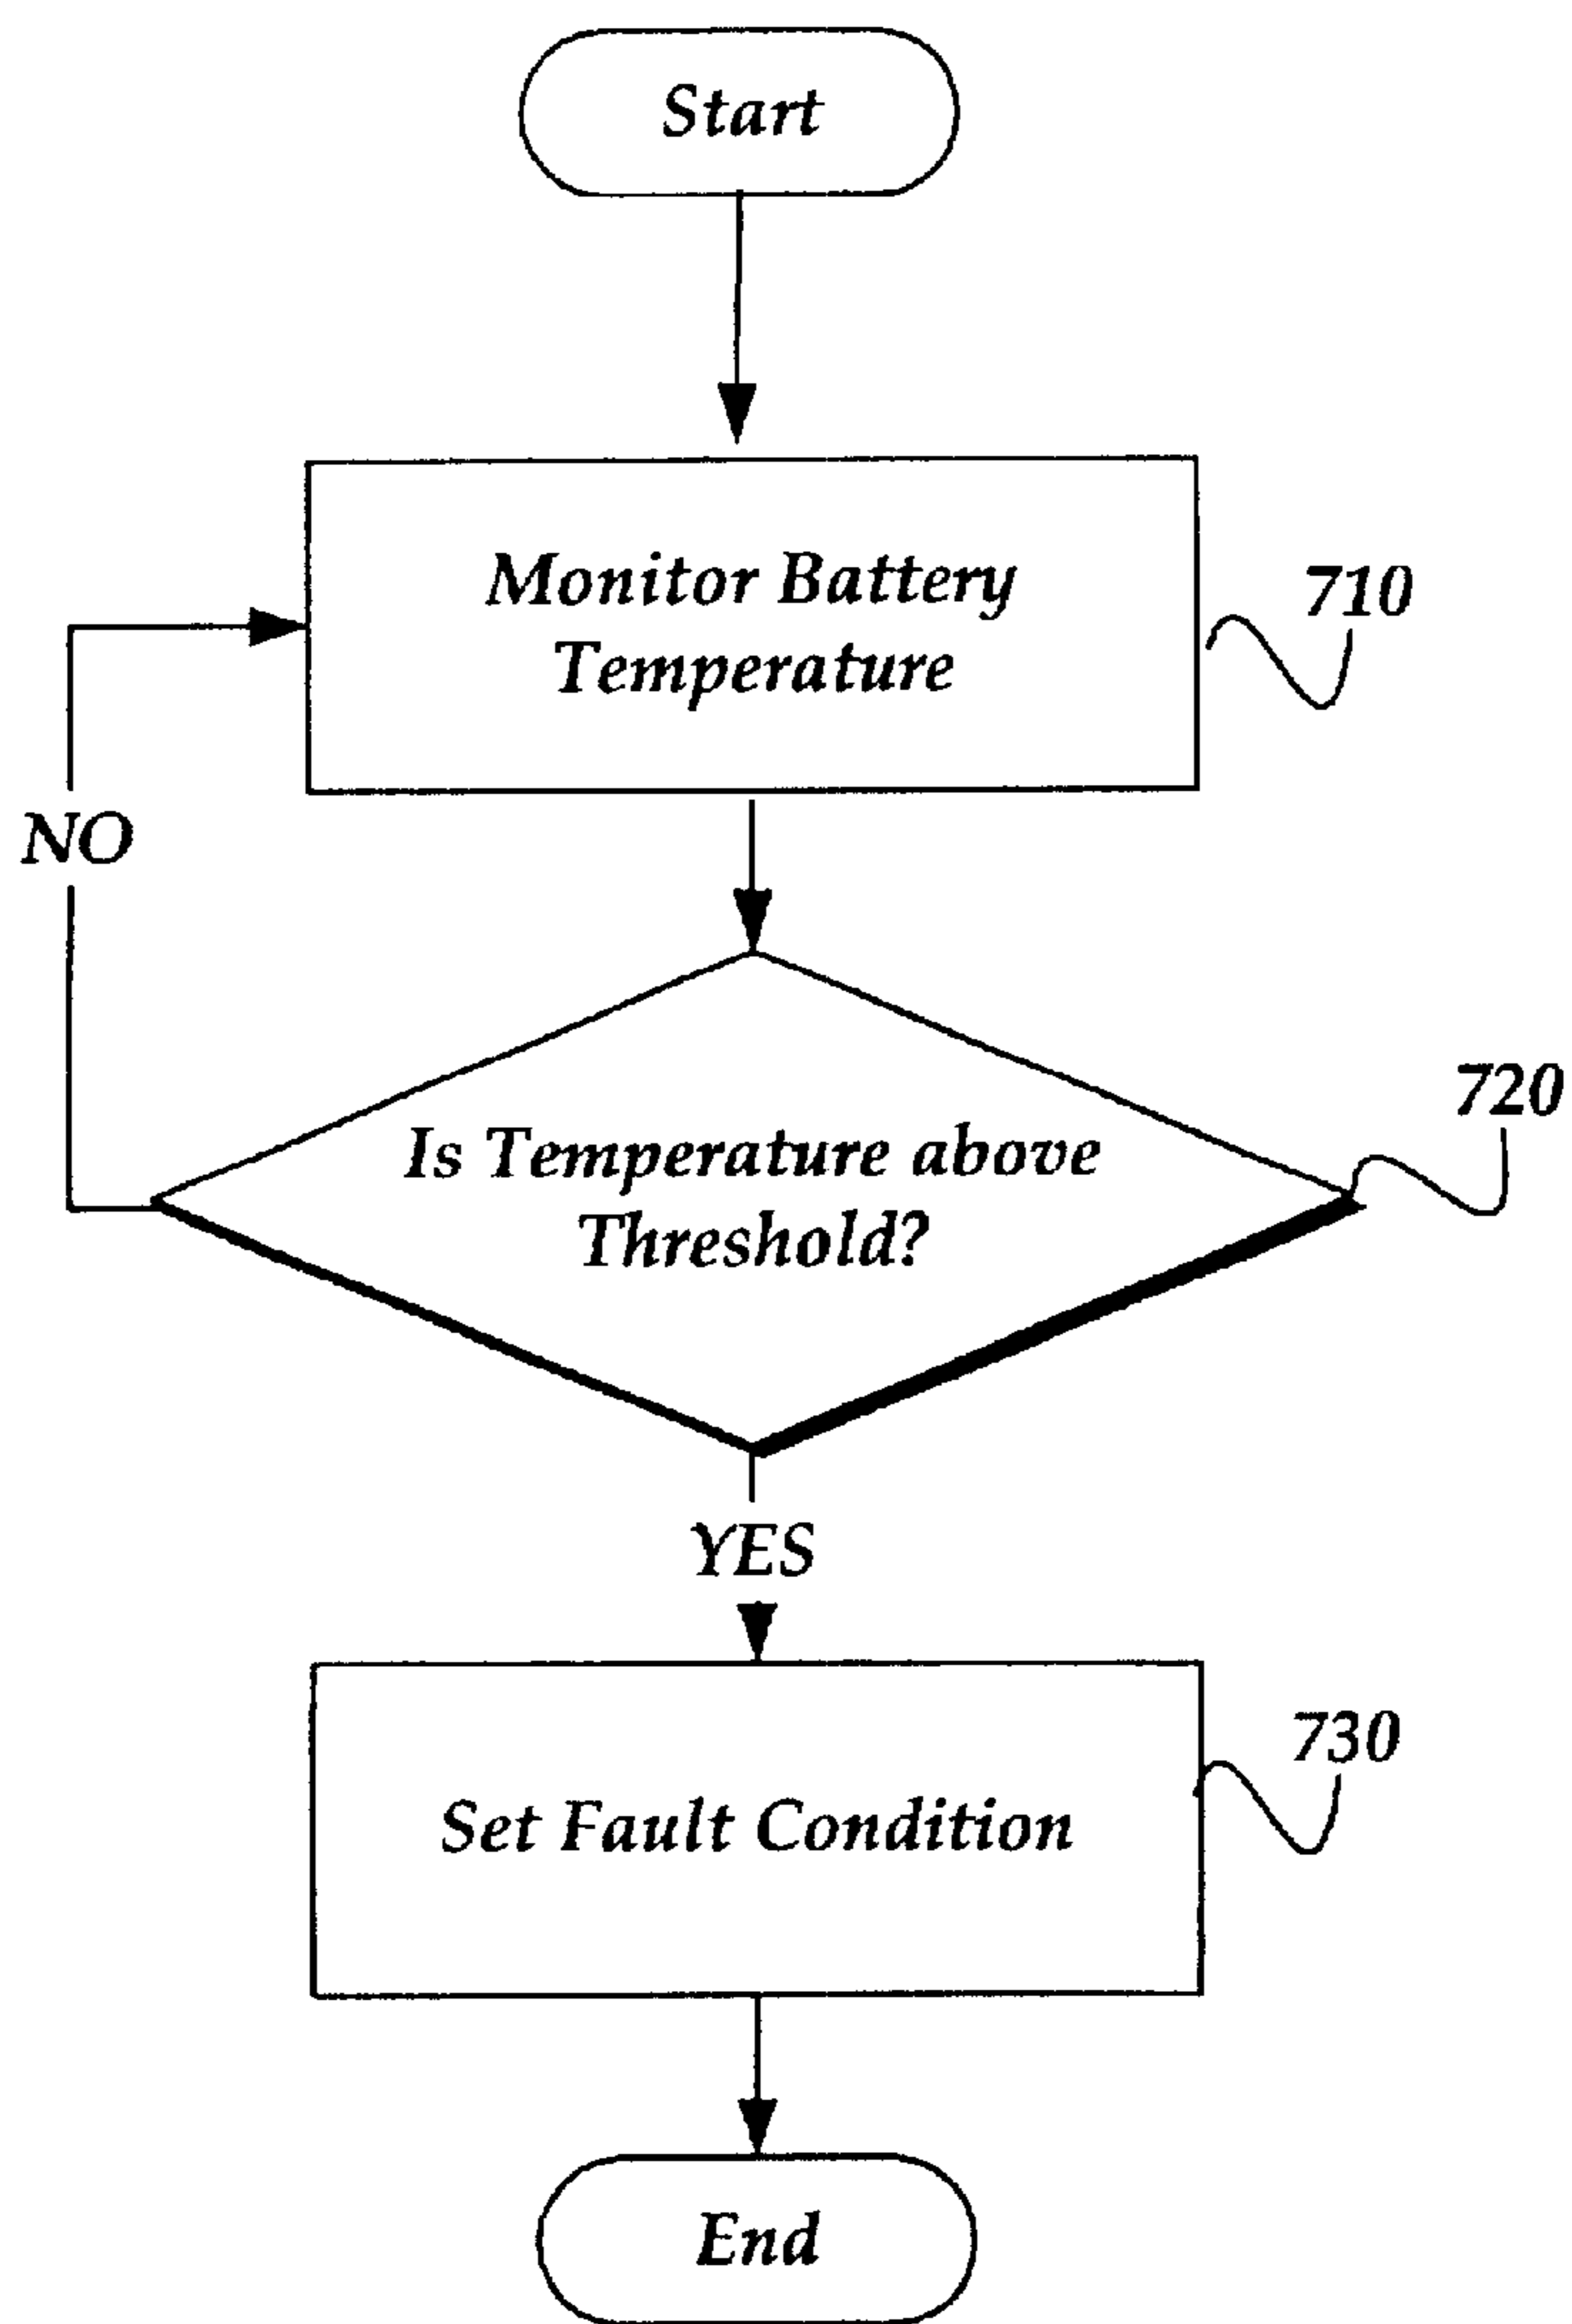 Start
Monitor Battery
Temperature
710
NO
720
Is Temperature above
Threshold?
YES
730
Set Fault Condition
End